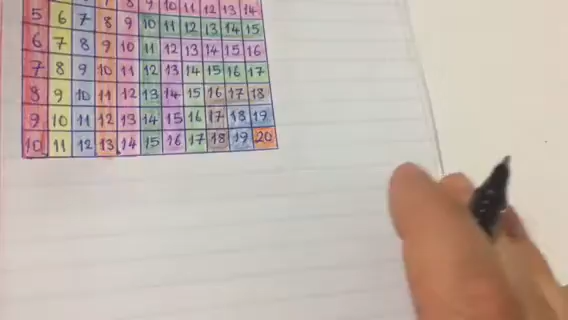 7 8 9 10 11 12 13 14
5 6 7 8 9 10 11 12 13 14 15
6 7 8 9 10 11 12 13 14 15 16
7 8 9 10 11 12 13 14 15 16 17
8 9 10 11 12 13 14 15 16 17 18
9 10 11 12 13 14 15 16 17 18 19
10 11 12 13 14 15 16 17 18 19 20